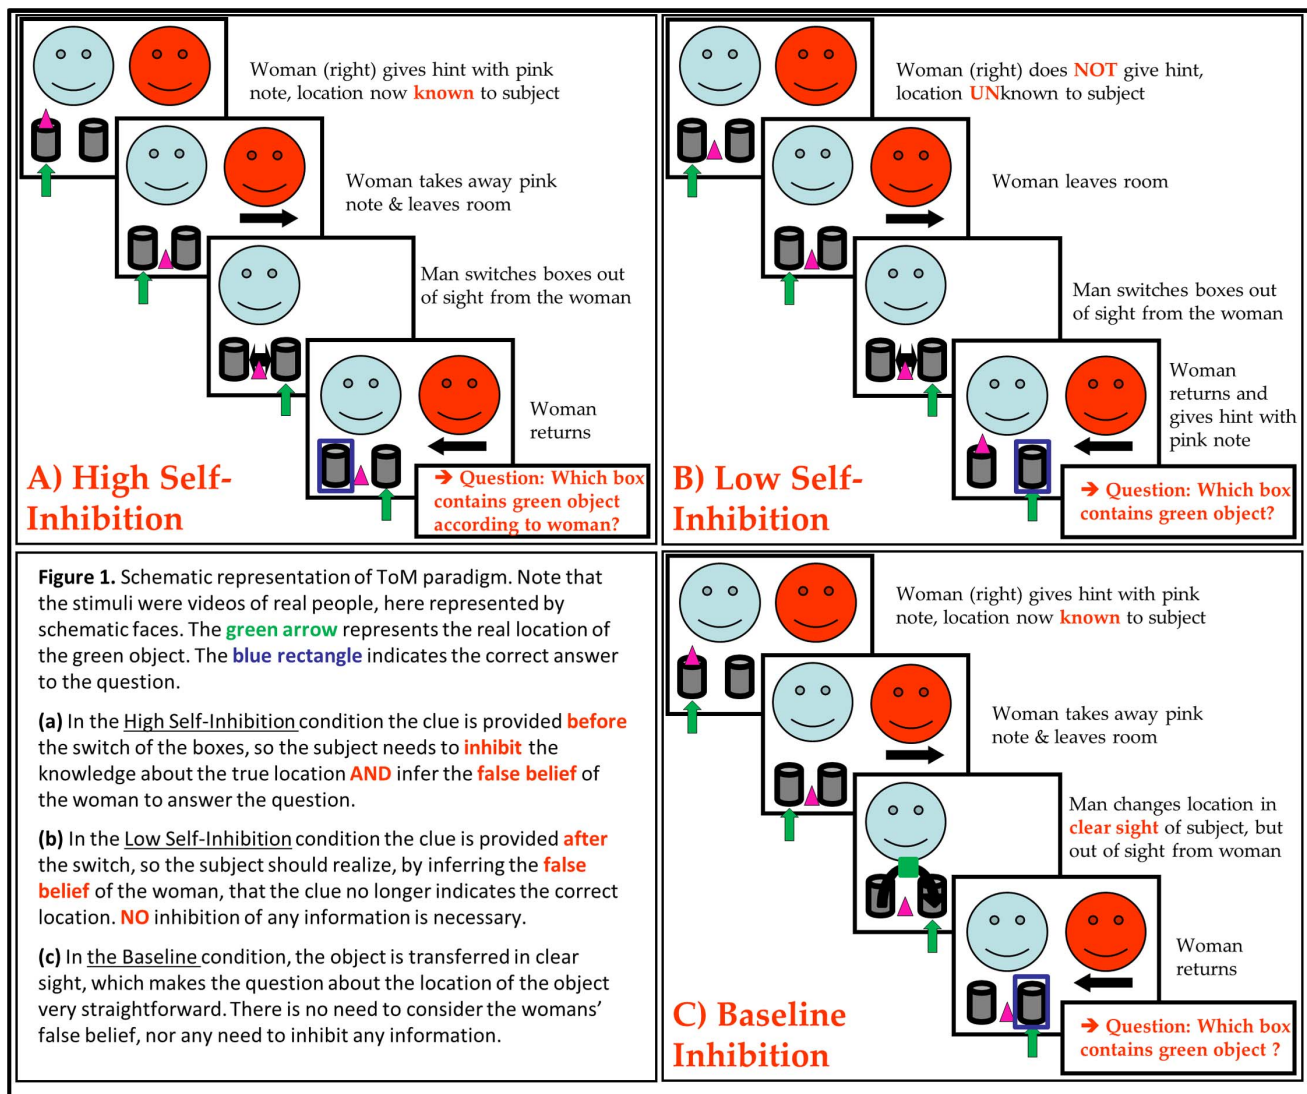 Woman (right) gives hint with pink
note, location now known to subject
Woman takes away pink
note & leaves room
Man switches boxes out
of sight from the woman
Woman
returns
A) High Self-
Inhibition
➔ Question: Which box
contains green object
according to woman?
Woman (right) does NOT give hint,
location UNknown to subject
Woman leaves room
Man switches boxes out
of sight from the woman
Woman
returns and
gives hint with
pink note
B) Low Self-
Inhibition
➔ Question: Which box
contains green object?
Figure 1. Schematic representation of ToM paradigm. Note that
the stimuli were videos of real people, here represented by
schematic faces. The green arrow represents the real location of
the green object. The blue rectangle indicates the correct answer
to the question.
(a) In the High Self-Inhibition condition the clue is provided before
the switch of the boxes, so the subject needs to inhibit the
knowledge about the true location AND infer the false belief of
the woman to answer the question.
(b) In the Low Self-Inhibition condition the clue is provided after
the switch, so the subject should realize, by inferring the false
belief of the woman, that the clue no longer indicates the correct
location. NO inhibition of any information is necessary.
(c) In the Baseline condition, the object is transferred in clear
sight, which makes the question about the location of the object
very straightforward. There is no need to consider the womans’
false belief, nor any need to inhibit any information.
Woman (right) gives hint with pink
note, location now known to subject
Woman takes away pink
note & leaves room
Man changes location in
clear sight of subject, but
out of sight from woman
Woman
returns
C) Baseline
Inhibition
➔ Question: Which box
contains green object ?